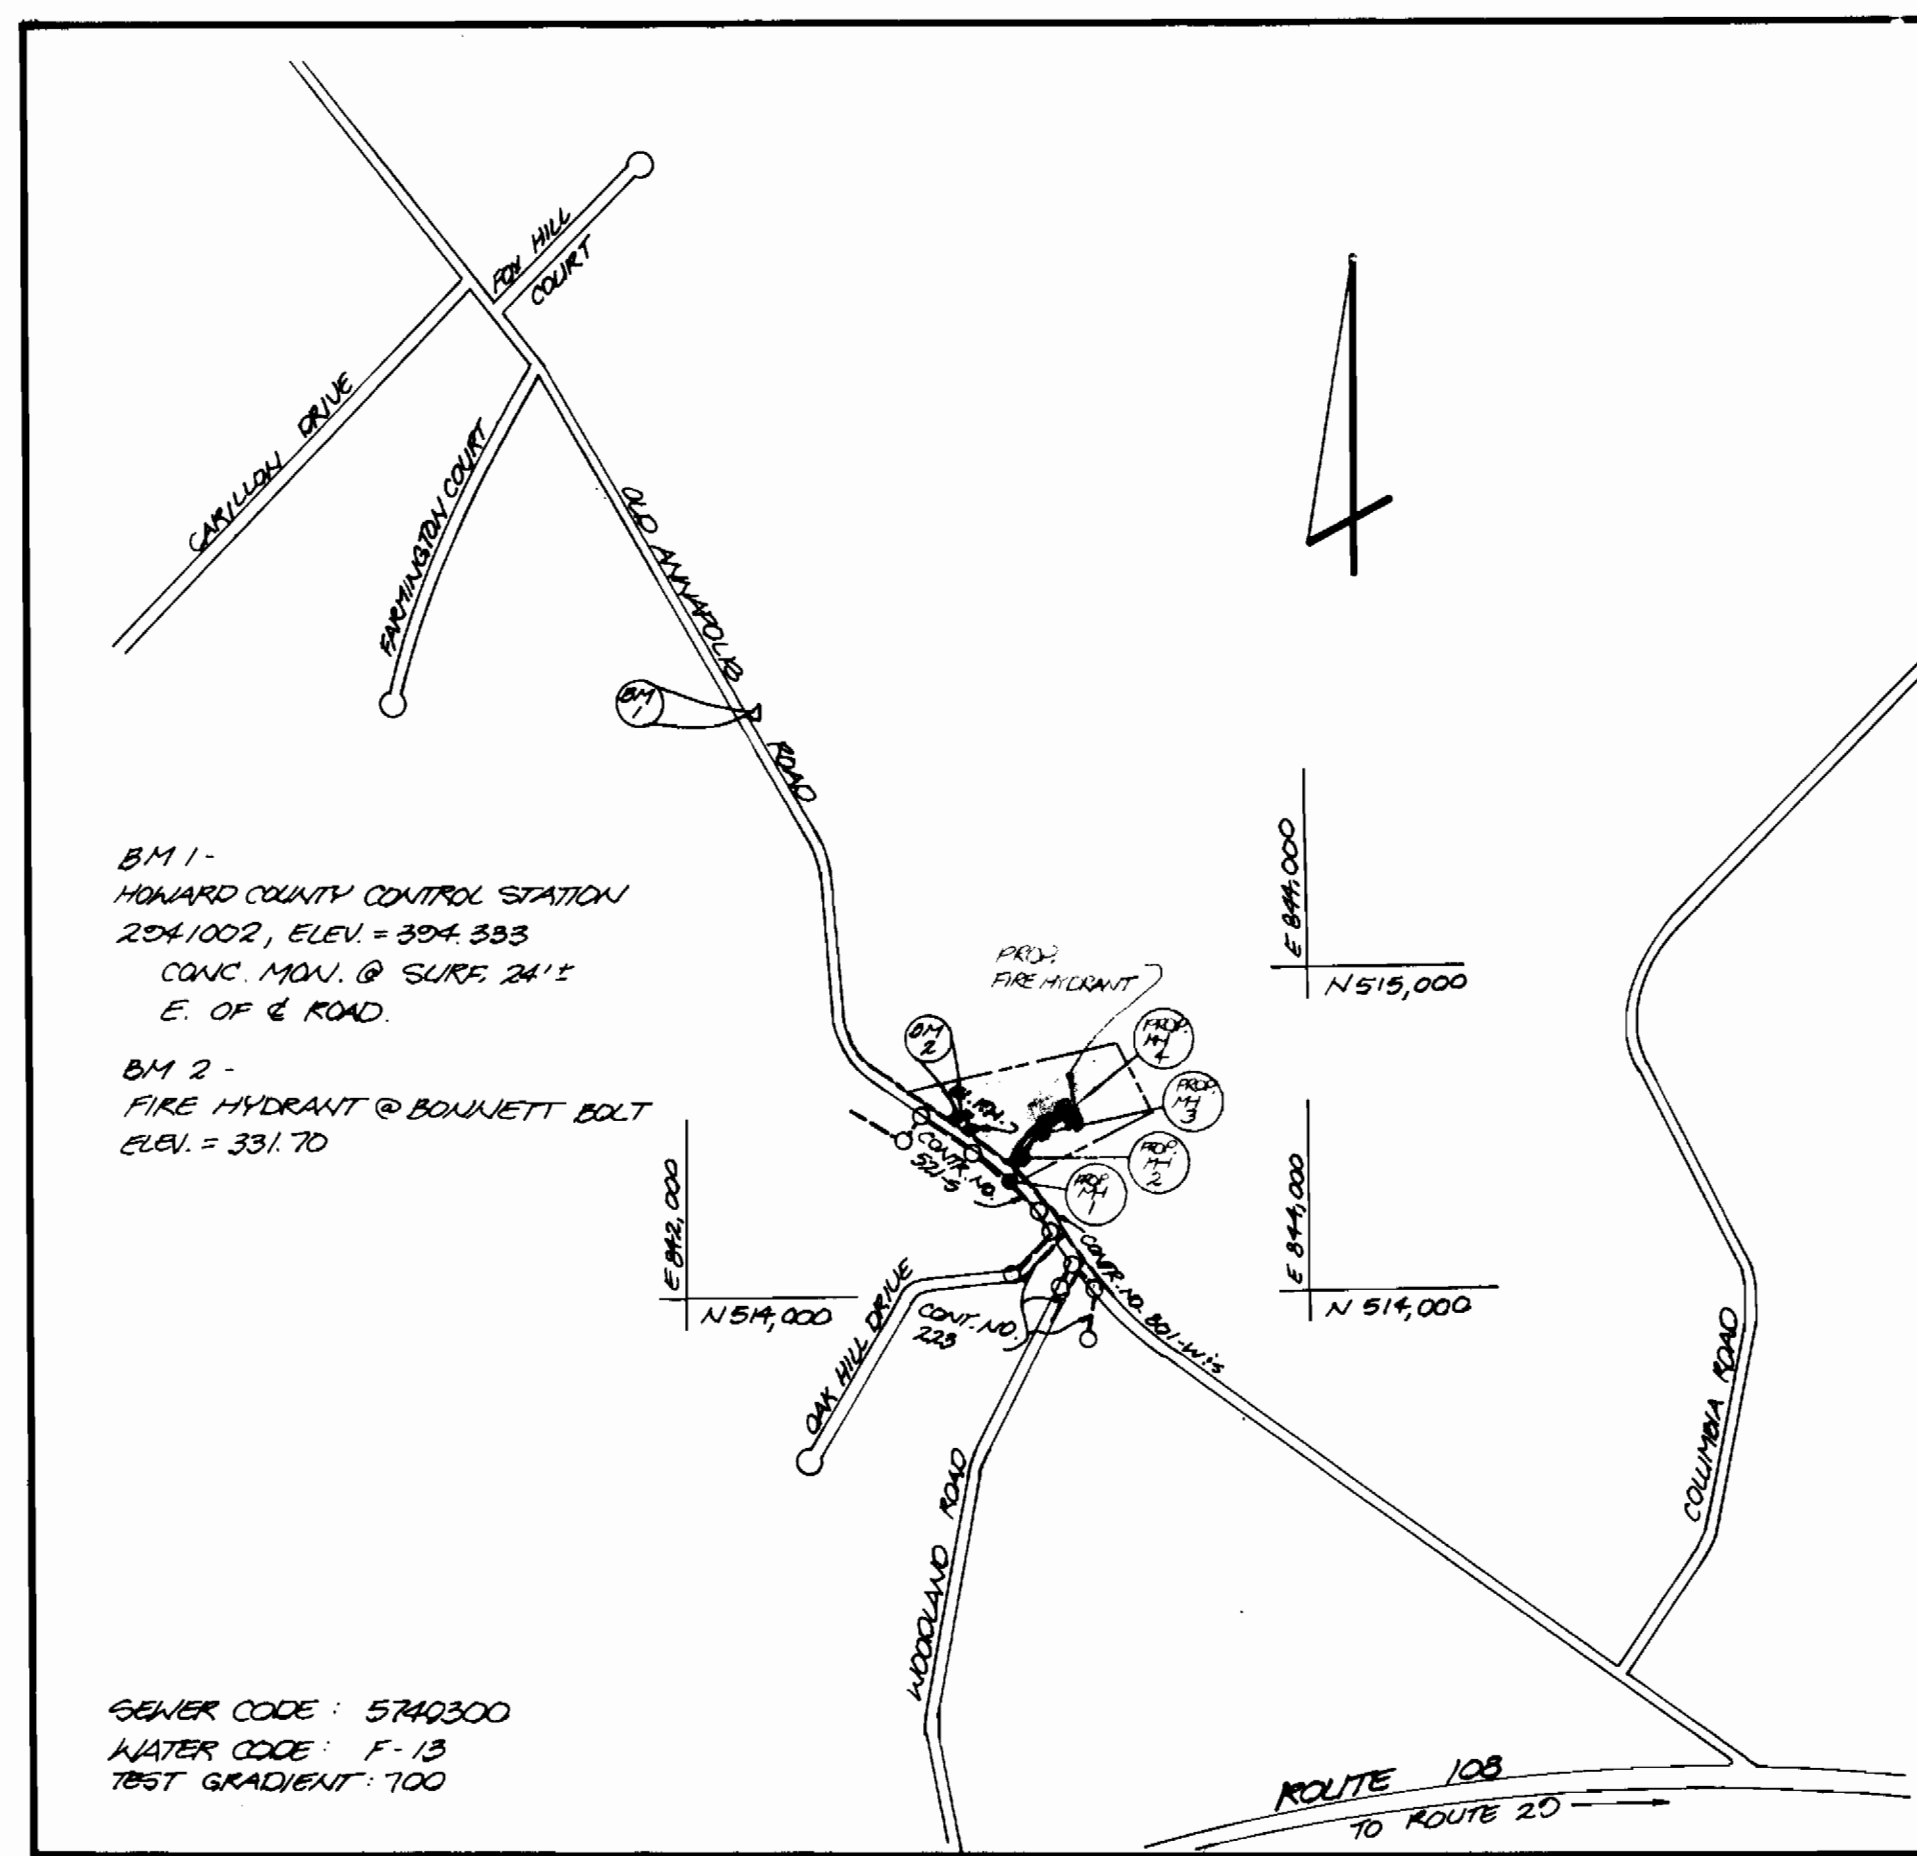 FOX HILL
COURT
CARILLON DRIVE
FARMINGTON COURT
OLD ANNAPOLIS ROAD
BM
1
BM 1 -
HOWARD COUNTY CONTROL STATION
2941002, ELEV. = 394.333
CONC. MON. @ SURF. 24'±
E. OF ℄ ROAD.
BM 2 -
FIRE HYDRANT @ BONNETT BOLT
ELEV. = 331.70
E 844,000
N 515,000
PROP.
FIRE HYDRANT
BM
2
PROP.
MH
4
PROP.
MH
3
PROP.
MH
2
PROP.
MH
1
CONTR. NO.
521-S
E 842,000
N 514,000
E 844,000
N 514,000
CONTR. NO. 801-W&S
CONT. NO.
223
OAK HILL DRIVE
WOODLAND ROAD
COLUMBIA ROAD
SEWER CODE : 5740300
WATER CODE : F-13
TEST GRADIENT : 700
ROUTE 108
TO ROUTE 29